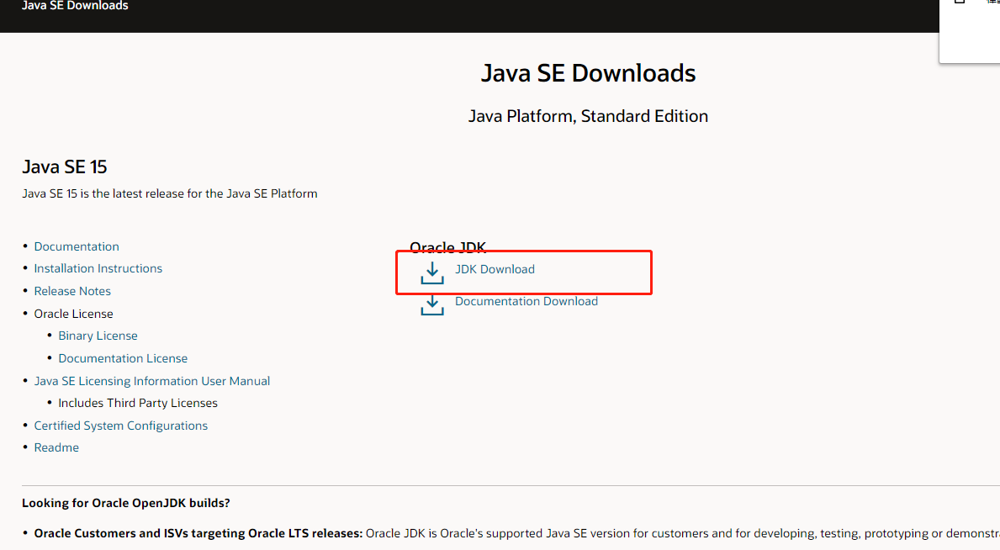 Java SE Downloads
Java SE Downloads
Java Platform, Standard Edition
Java SE 15
Java SE 15 is the latest release for the Java SE Platform
• Documentation
• Installation Instructions
• Release Notes
• Oracle License
• Binary License
• Documentation License
• Java SE Licensing Information User Manual
• Includes Third Party Licenses
• Certified System Configurations
• Readme
Oracle JDK
JDK Download
Documentation Download
Looking for Oracle OpenJDK builds?
• Oracle Customers and ISVs targeting Oracle LTS releases: Oracle JDK is Oracle's supported Java SE version for customers and for developing, testing, prototyping or demonstr